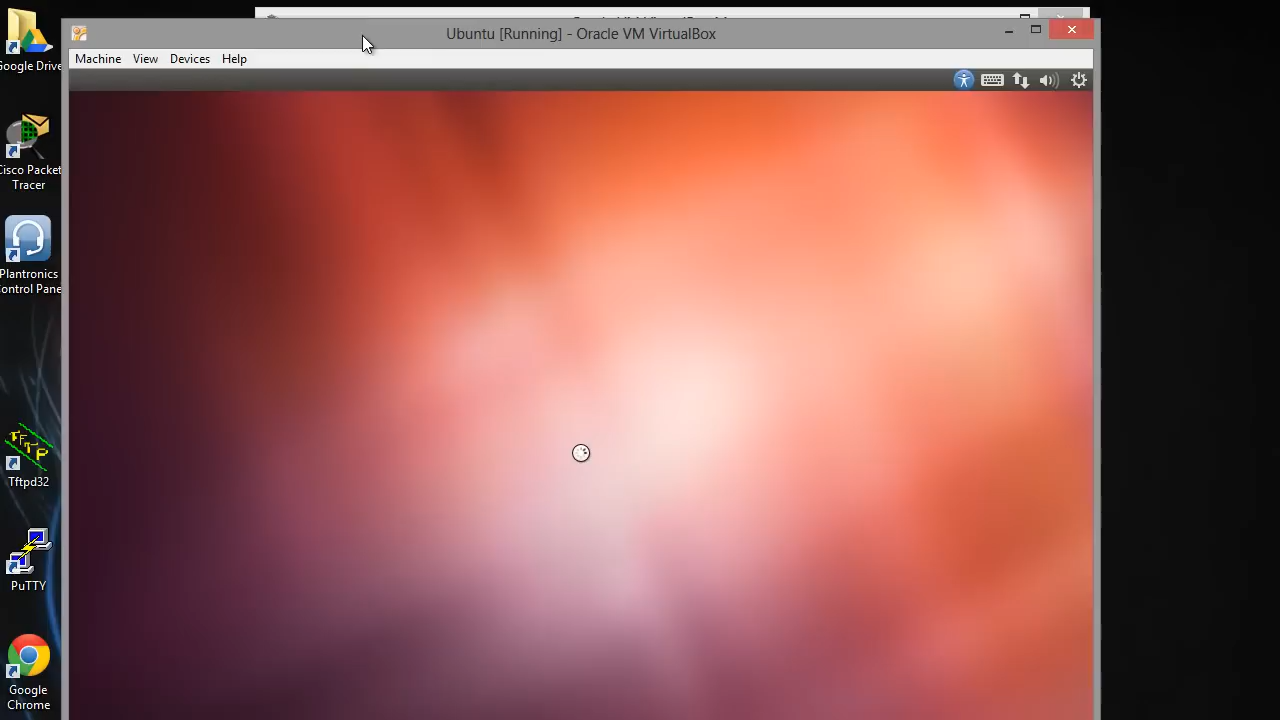 Ubuntu [Running] - Oracle VM VirtualBox
Machine View Devices Help
Google Drive
Cisco Packet
Tracer
Plantronics
Control Pane
Tftpd32
PuTTY
Google
Chrome